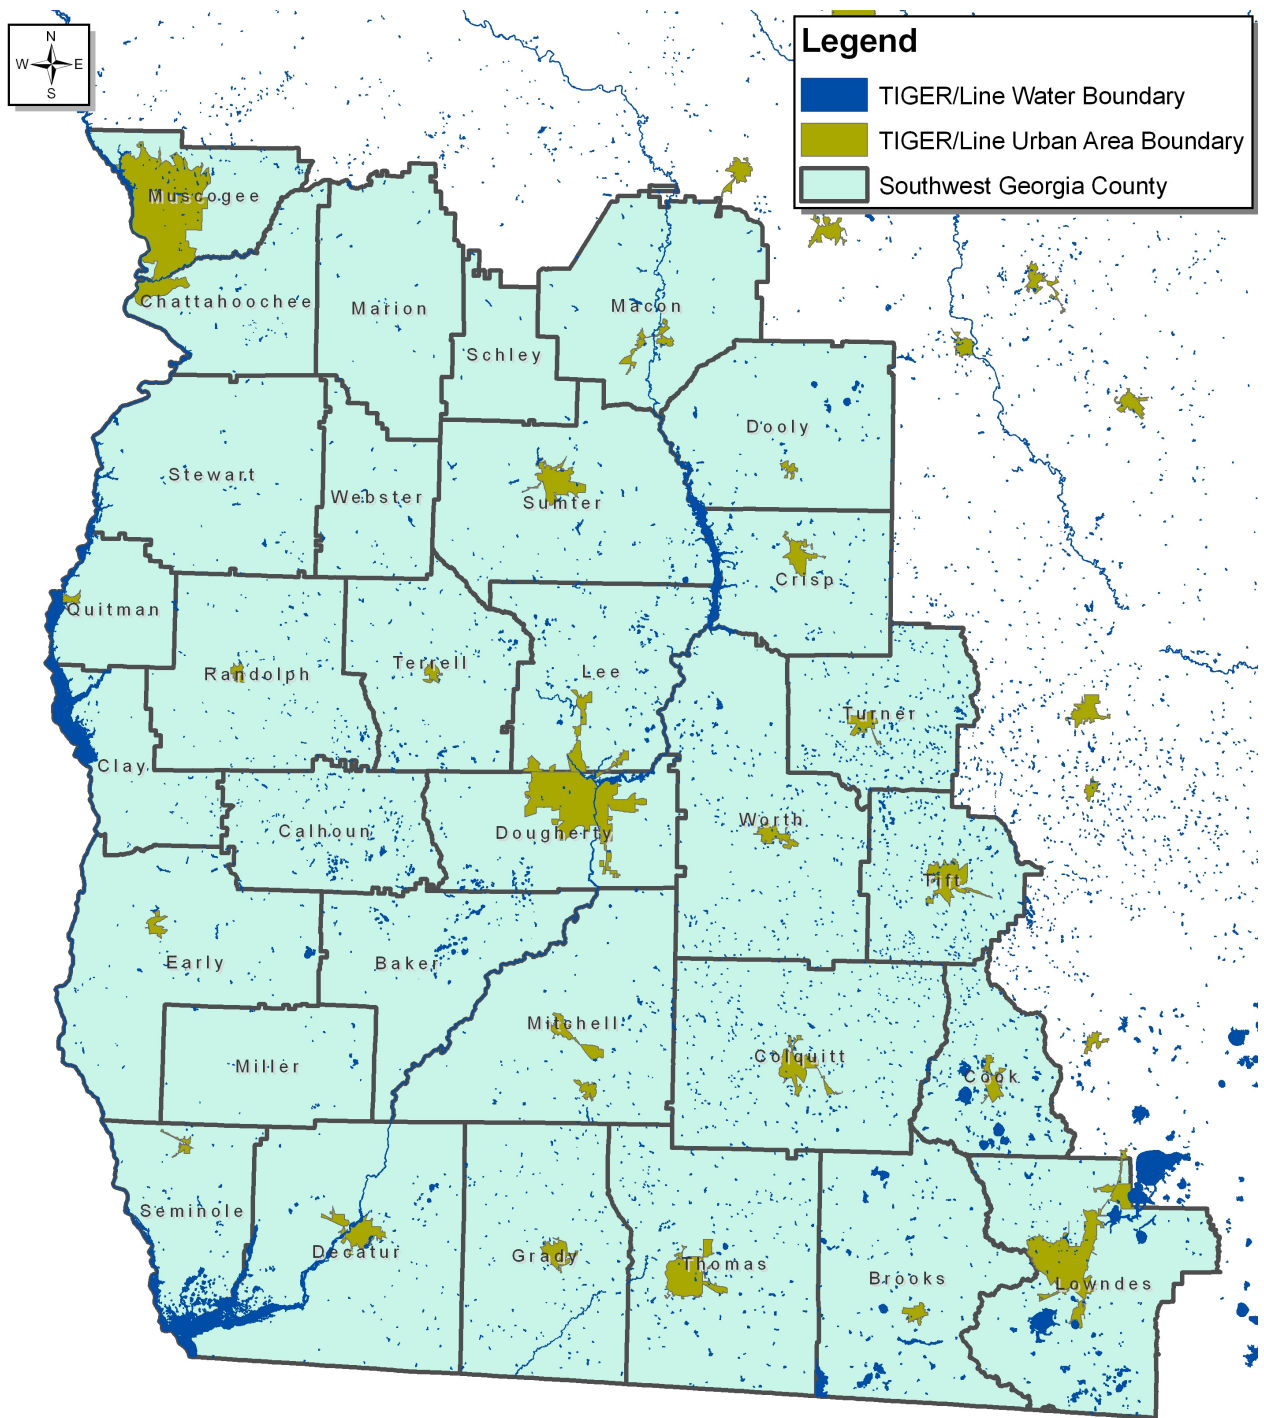 N
W E
S
Legend
TIGER/Line Water Boundary
TIGER/Line Urban Area Boundary
Southwest Georgia County
Muscogee
Chattahoochee
Marion
Macon
Schley
Dooly
Stewart
Webster
Sumter
Crisp
Quitman
Randolph
Terrell
Lee
Turner
Clay
Calhoun
Dougherty
Worth
Tift
Early
Baker
Mitchell
Miller
Colquitt
Cook
Seminole
Decatur
Grady
Thomas
Brooks
Lowndes